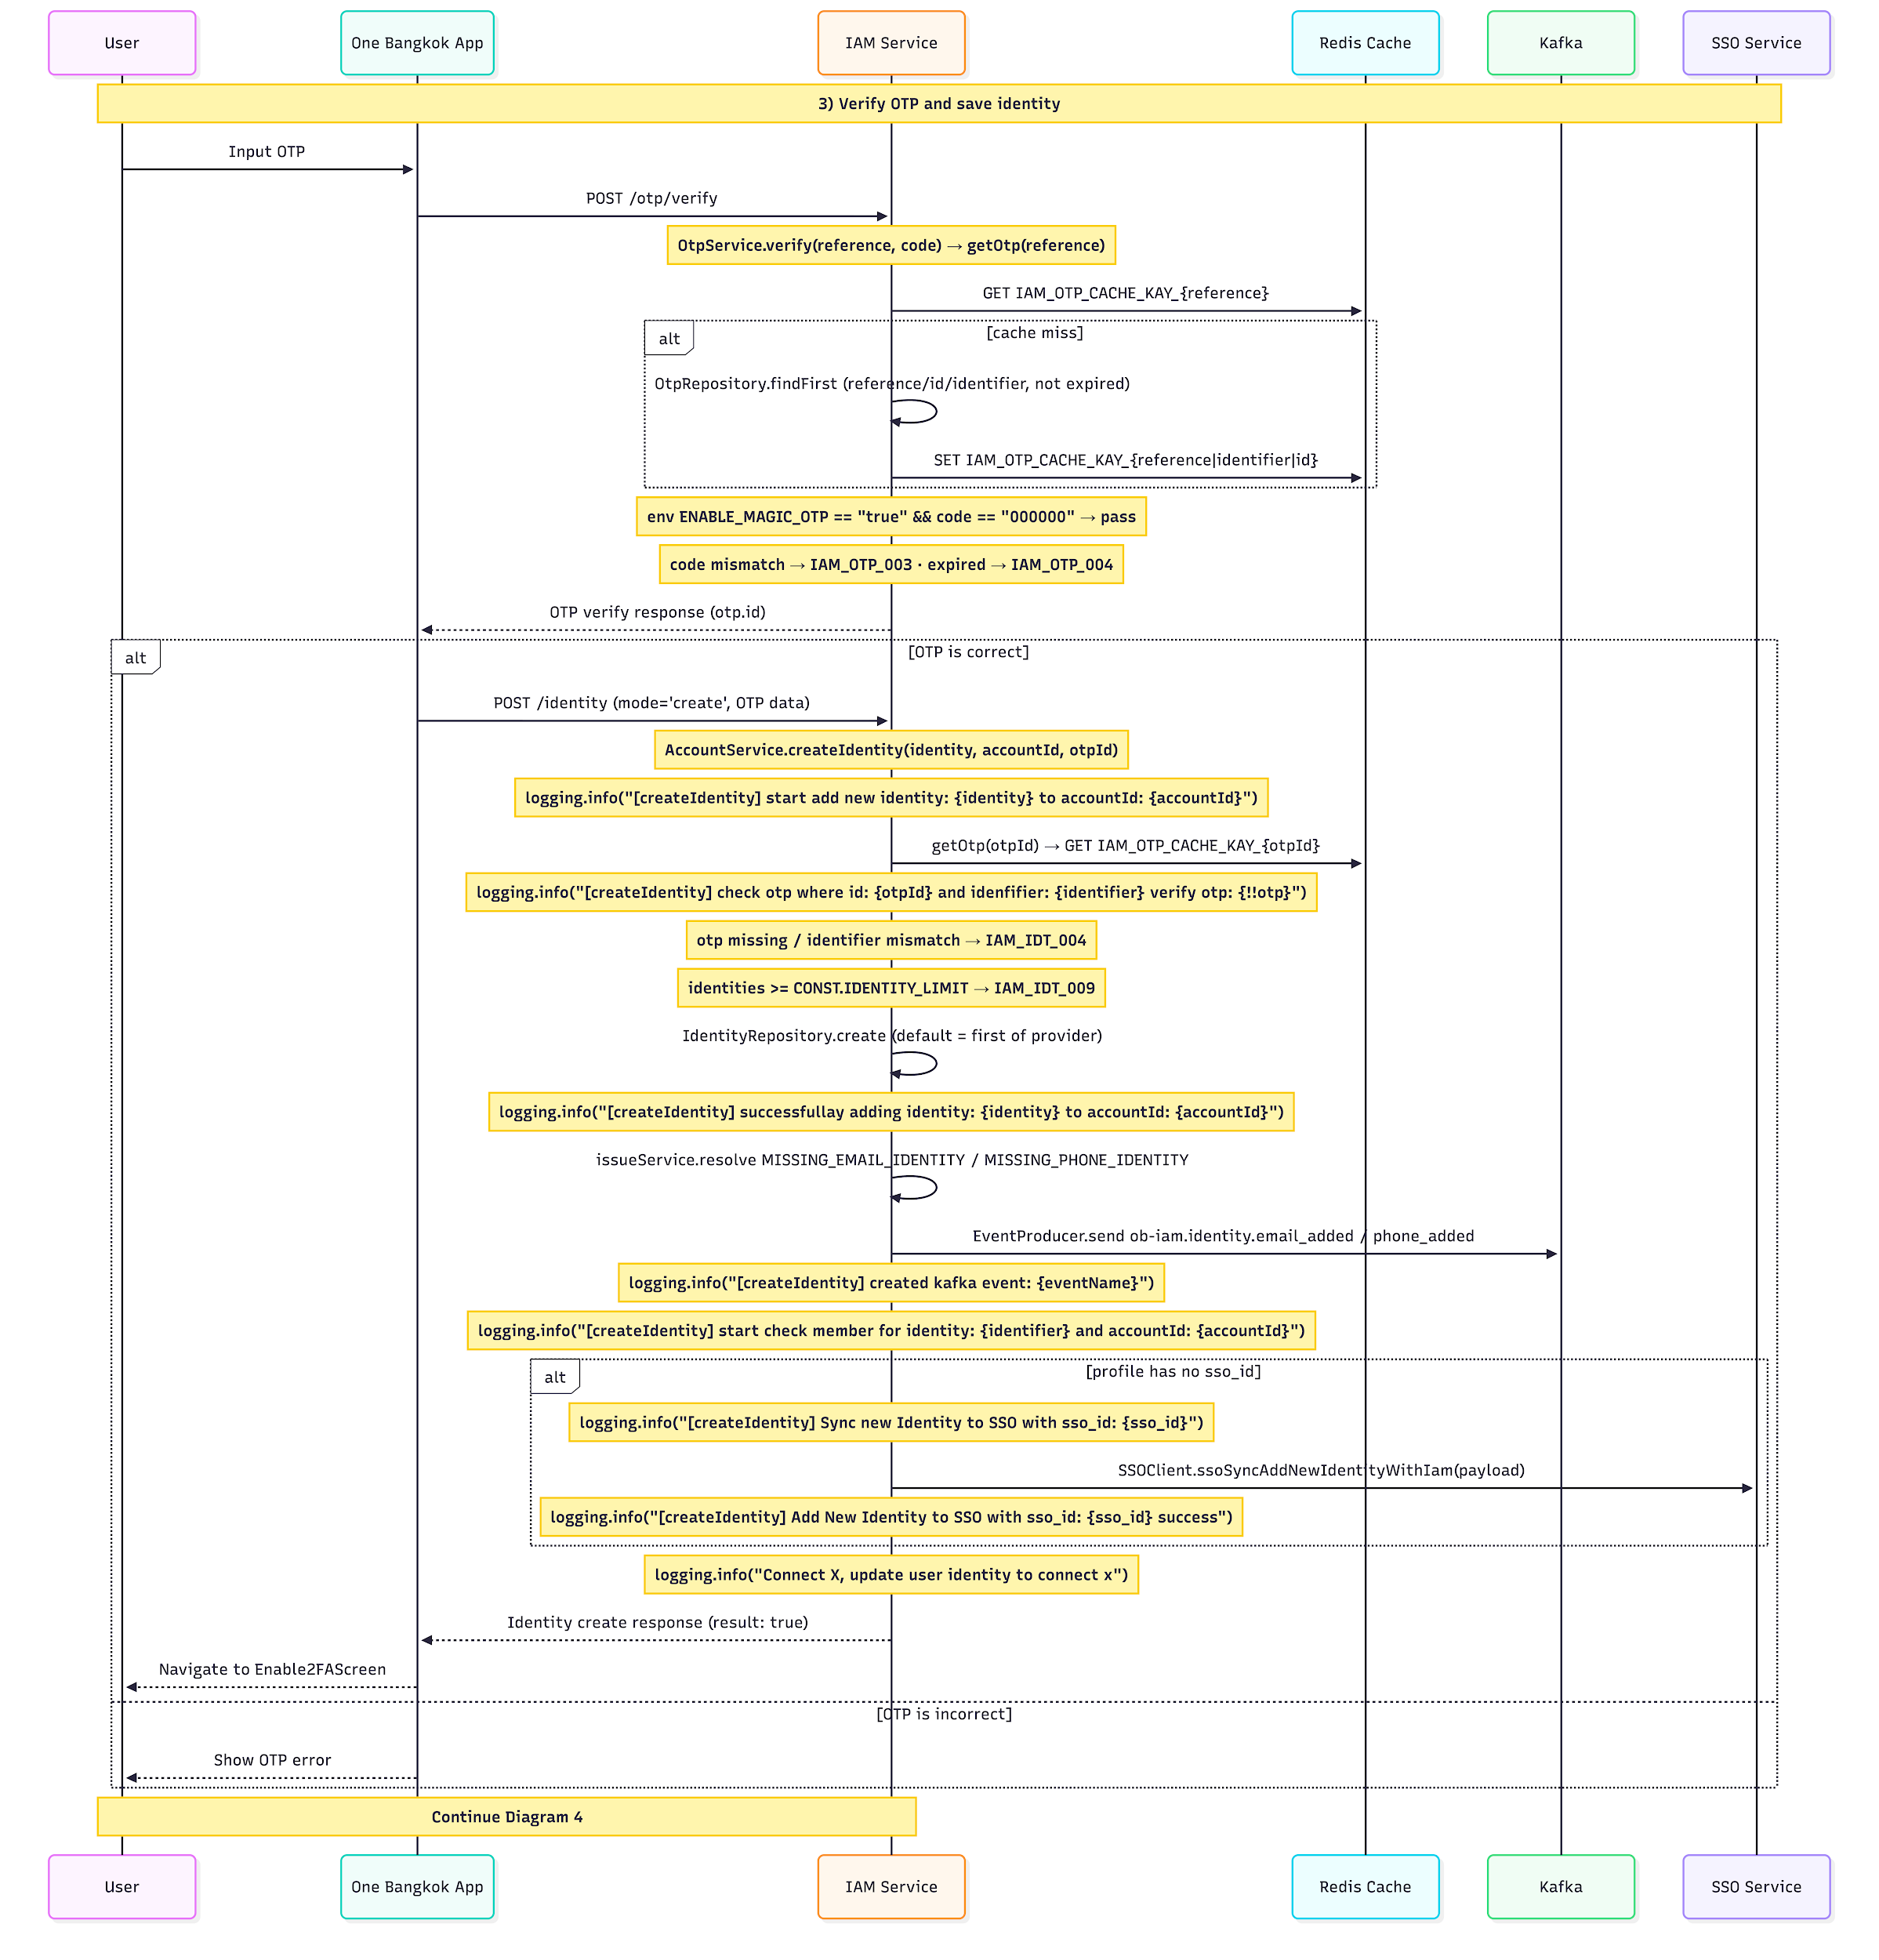 User
One Bangkok App
IAM Service
Redis Cache
Kafka
SSO Service
3) Verify OTP and save identity
Input OTP
POST /otp/verify
OtpService.verify(reference, code) → getOtp(reference)
GET IAM_OTP_CACHE_KAY_{reference}
alt
[cache miss]
OtpRepository.findFirst (reference/id/identifier, not expired)
SET IAM_OTP_CACHE_KAY_{reference|identifier|id}
env ENABLE_MAGIC_OTP == "true" && code == "000000" → pass
code mismatch → IAM_OTP_003 · expired → IAM_OTP_004
OTP verify response (otp.id)
alt
[OTP is correct]
POST /identity (mode='create', OTP data)
AccountService.createIdentity(identity, accountId, otpId)
logging.info("[createIdentity] start add new identity: {identity} to accountId: {accountId}")
getOtp(otpId) → GET IAM_OTP_CACHE_KAY_{otpId}
logging.info("[createIdentity] check otp where id: {otpId} and idenfifier: {identifier} verify otp: {!!otp}")
otp missing / identifier mismatch → IAM_IDT_004
identities >= CONST.IDENTITY_LIMIT → IAM_IDT_009
IdentityRepository.create (default = first of provider)
logging.info("[createIdentity] successfullay adding identity: {identity} to accountId: {accountId}")
issueService.resolve MISSING_EMAIL_IDENTITY / MISSING_PHONE_IDENTITY
EventProducer.send ob-iam.identity.email_added / phone_added
logging.info("[createIdentity] created kafka event: {eventName}")
logging.info("[createIdentity] start check member for identity: {identifier} and accountId: {accountId}")
alt
[profile has no sso_id]
logging.info("[createIdentity] Sync new Identity to SSO with sso_id: {sso_id}")
SSOClient.ssoSyncAddNewIdentityWithIam(payload)
logging.info("[createIdentity] Add New Identity to SSO with sso_id: {sso_id} success")
logging.info("Connect X, update user identity to connect x")
Identity create response (result: true)
Navigate to Enable2FAScreen
[OTP is incorrect]
Show OTP error
Continue Diagram 4
User
One Bangkok App
IAM Service
Redis Cache
Kafka
SSO Service